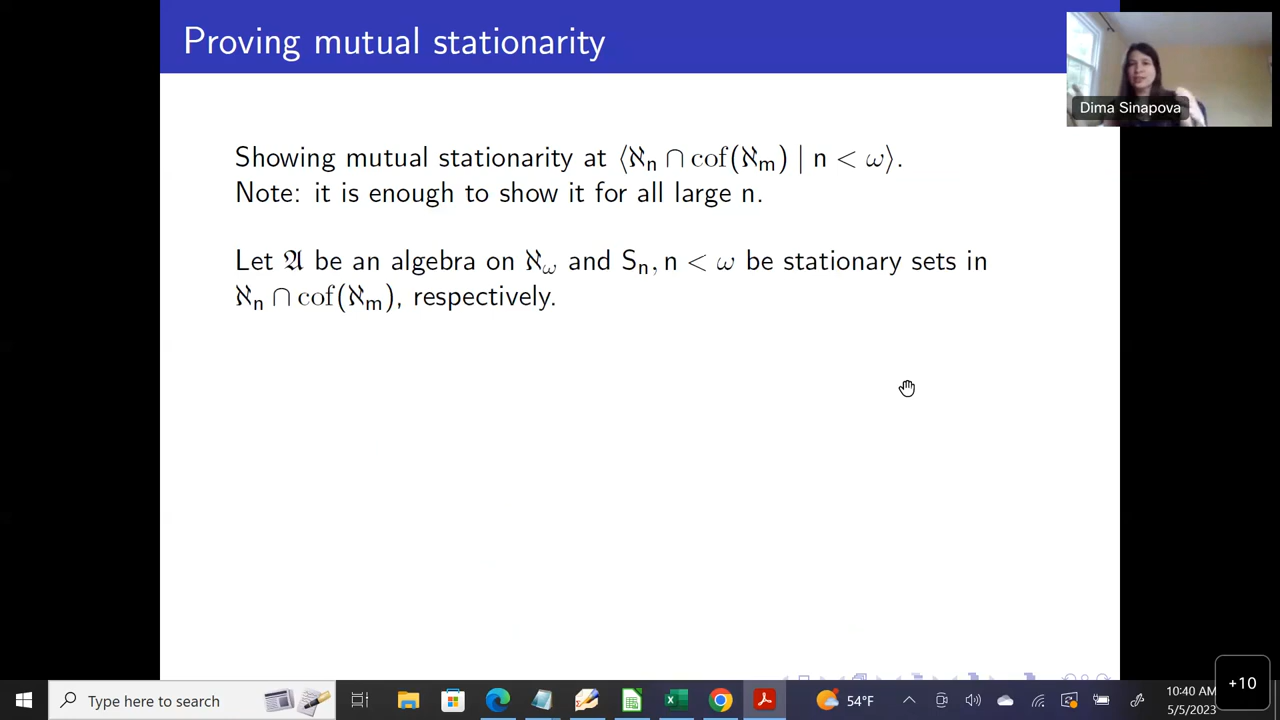 Proving mutual stationarity
Dima Sinapova
Showing mutual stationarity at ⟨ℵₙ ∩ cof(ℵₘ) | n < ω⟩.
Note: it is enough to show it for all large n.
Let 𝔄 be an algebra on ℵ_ω and Sₙ, n < ω be stationary sets in
ℵₙ ∩ cof(ℵₘ), respectively.
+10
Type here to search
54°F
10:40 AM
5/5/2023